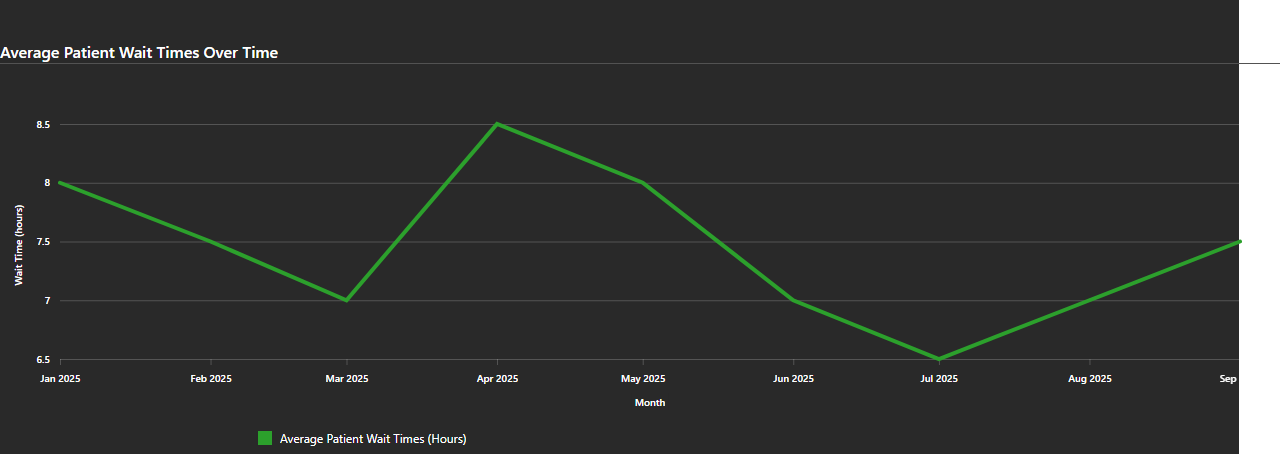 Average Patient Wait Times Over Time
8.5
8
7.5
7
6.5
Wait Time (hours)
Jan 2025 Feb 2025 Mar 2025 Apr 2025 May 2025 Jun 2025 Jul 2025 Aug 2025 Sep
Month
Average Patient Wait Times (Hours)